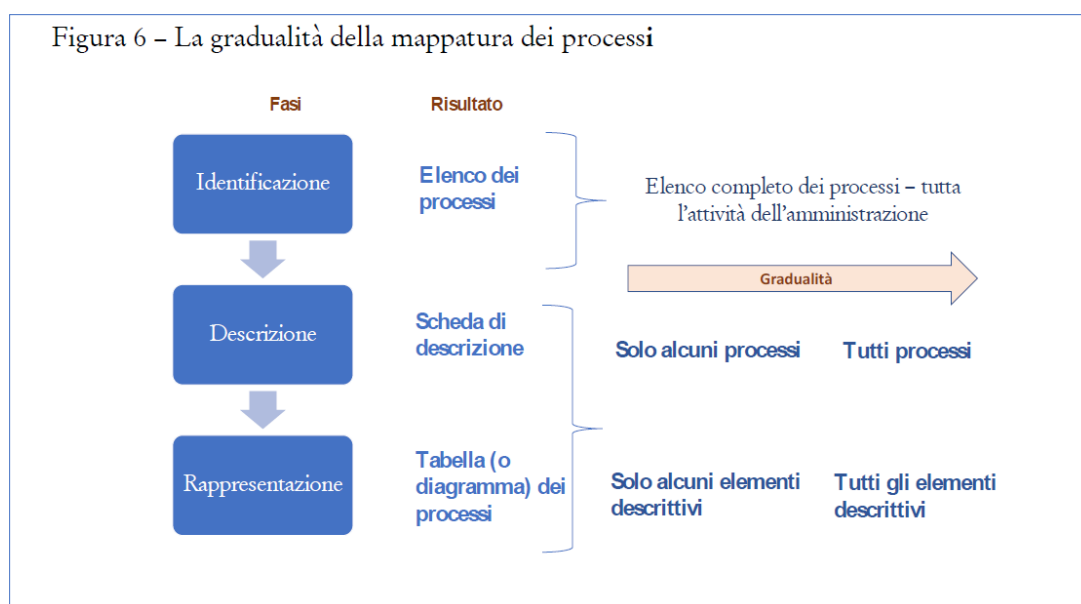 Figura 6 – La gradualità della mappatura dei processi
Fasi
Risultato
Identificazione
Elenco dei
processi
Elenco completo dei processi – tutta
l'attività dell'amministrazione
Gradualità
Descrizione
Scheda di
descrizione
Solo alcuni processi
Tutti processi
Rappresentazione
Tabella (o
diagramma) dei
processi
Solo alcuni elementi
descrittivi
Tutti gli elementi
descrittivi